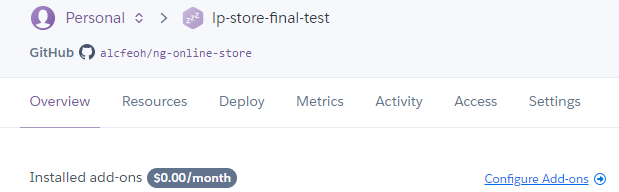 Personal lp-store-final-test
GitHub alcfeoh/ng-online-store
Overview Resources Deploy Metrics Activity Access Settings
Installed add-ons $0.00/month Configure Add-ons